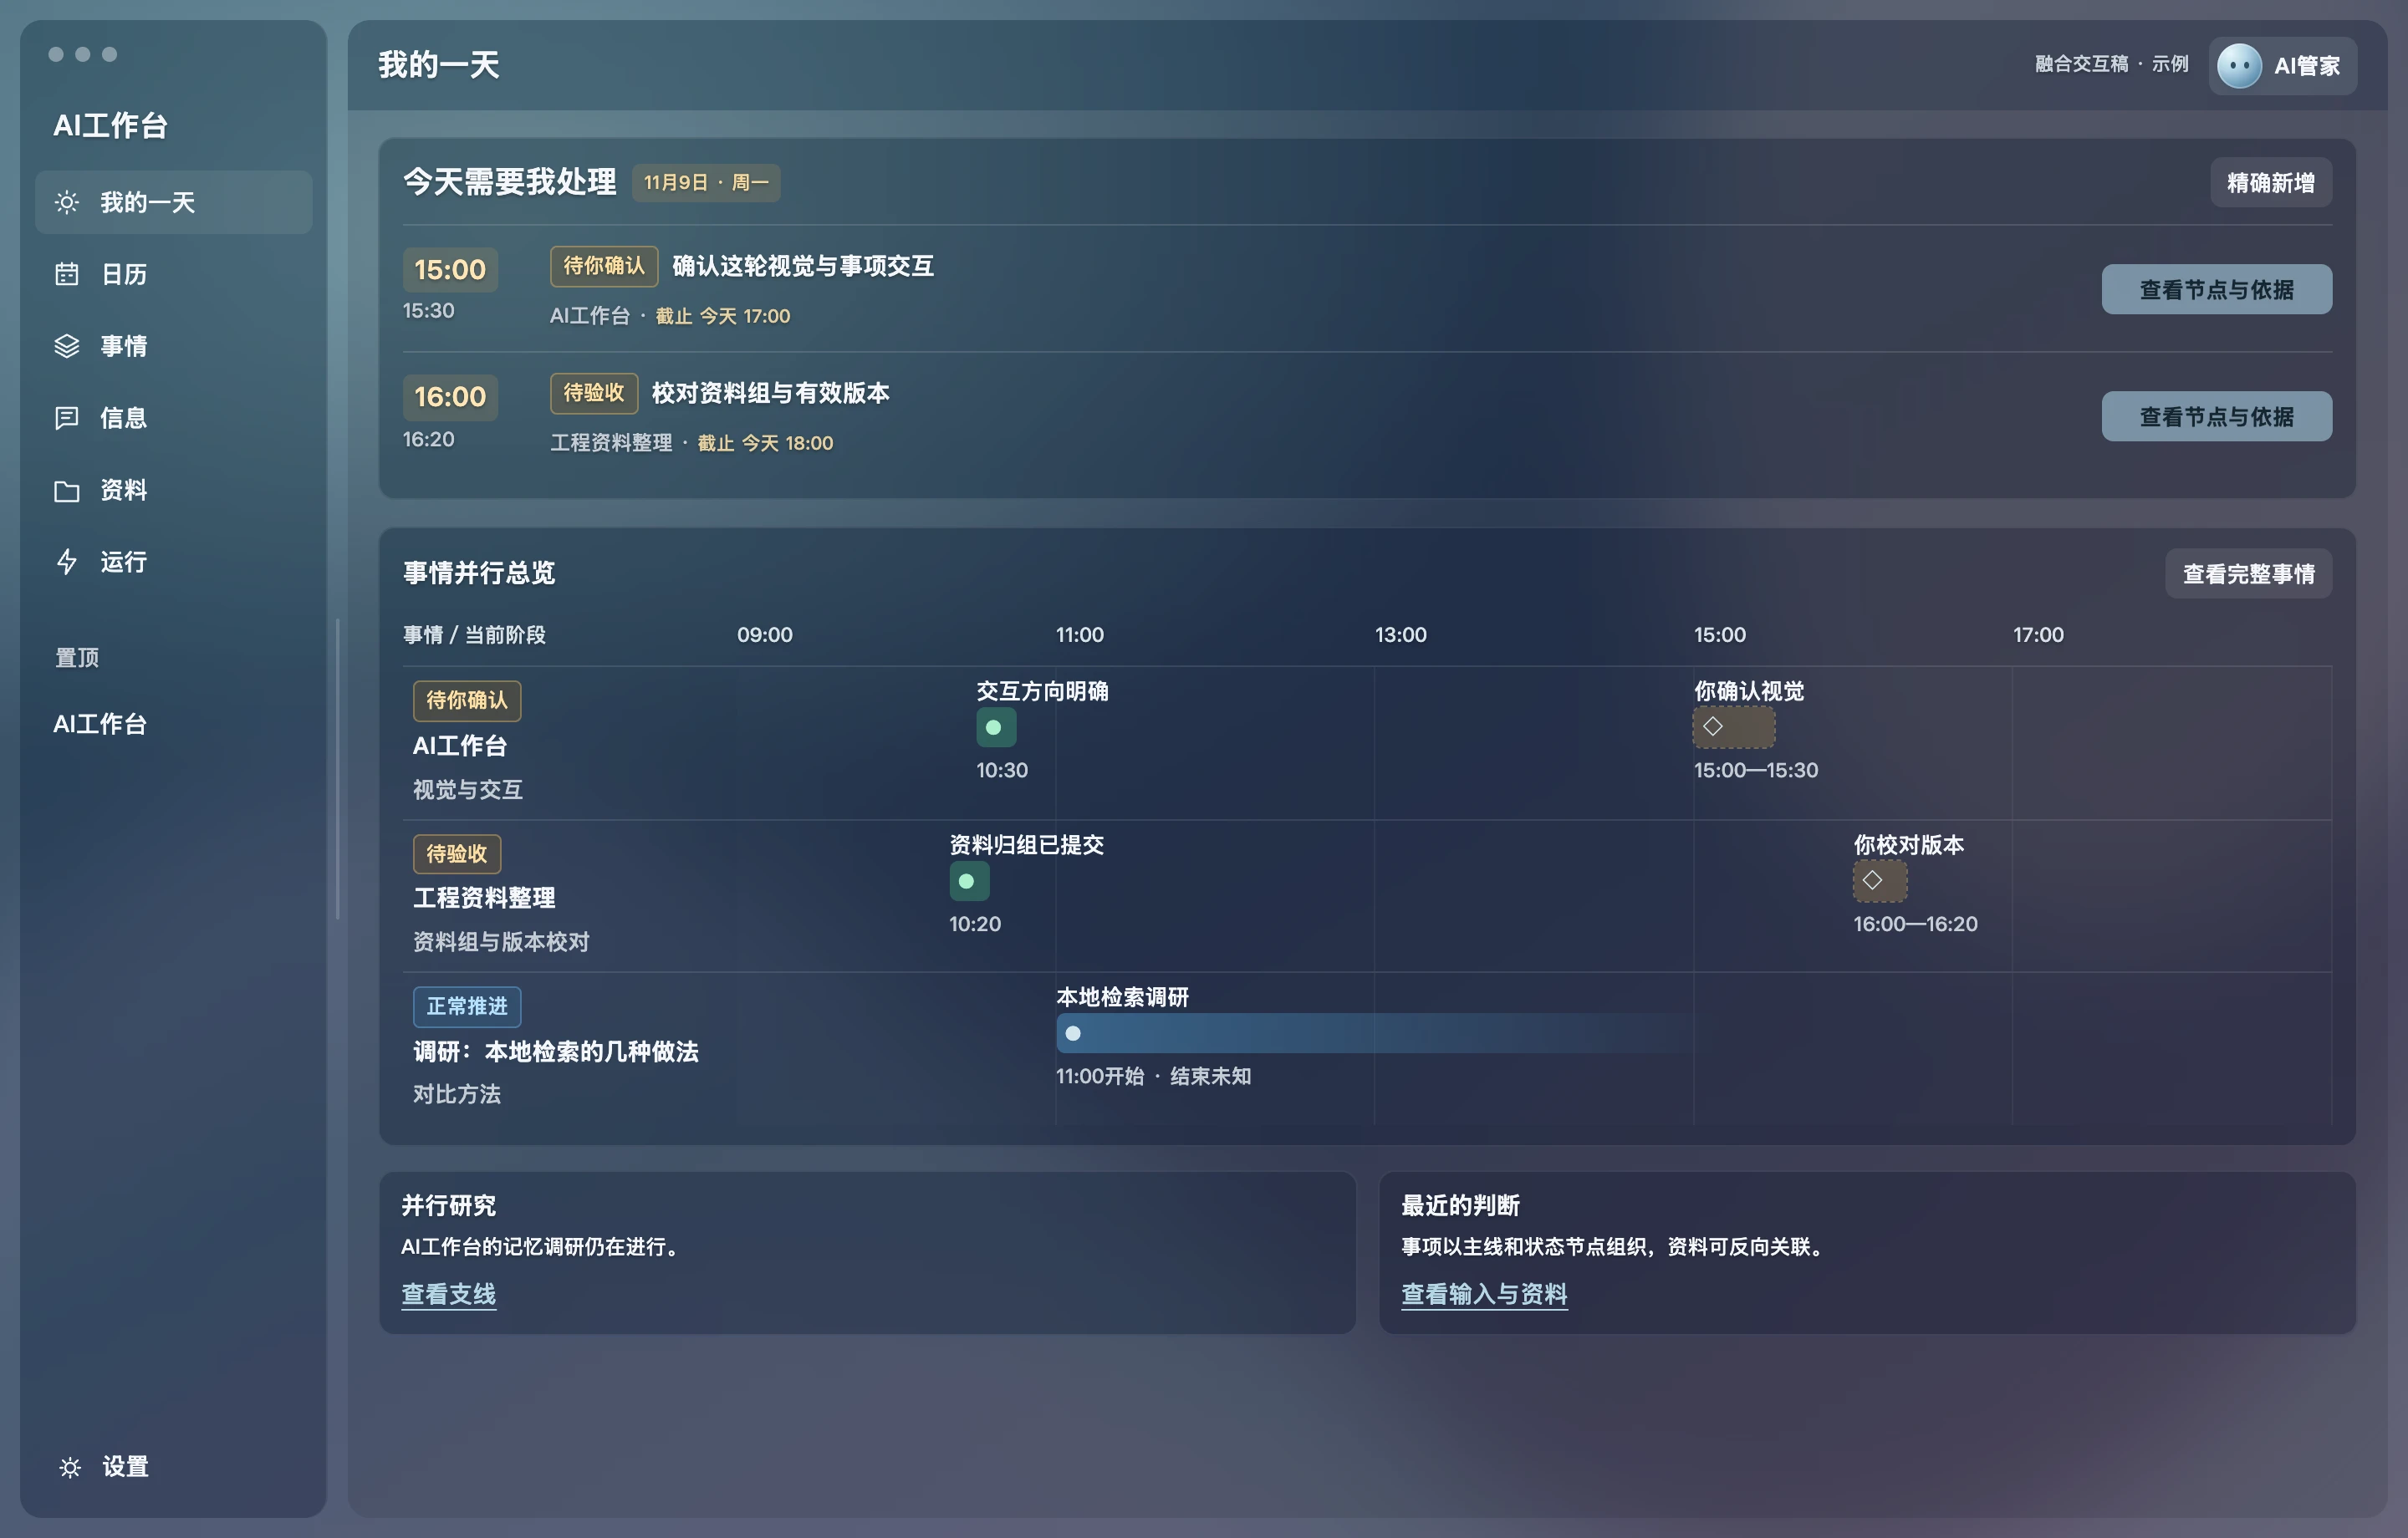 AI工作台
我的一天
日历
事情
信息
资料
运行
置顶
AI工作台
设置
我的一天
融合交互稿 · 示例
AI管家
今天需要我处理
11月9日 · 周一
精确新增
15:00
15:30
待你确认
确认这轮视觉与事项交互
AI工作台 · 截止 今天 17:00
查看节点与依据
16:00
16:20
待验收
校对资料组与有效版本
工程资料整理 · 截止 今天 18:00
查看节点与依据
事情并行总览
查看完整事情
事情 / 当前阶段
09:00
11:00
13:00
15:00
17:00
待你确认
AI工作台
视觉与交互
交互方向明确
10:30
你确认视觉
15:00—15:30
待验收
工程资料整理
资料组与版本校对
资料归组已提交
10:20
你校对版本
16:00—16:20
正常推进
调研：本地检索的几种做法
对比方法
本地检索调研
11:00开始 · 结束未知
并行研究
AI工作台的记忆调研仍在进行。
查看支线
最近的判断
事项以主线和状态节点组织，资料可反向关联。
查看输入与资料